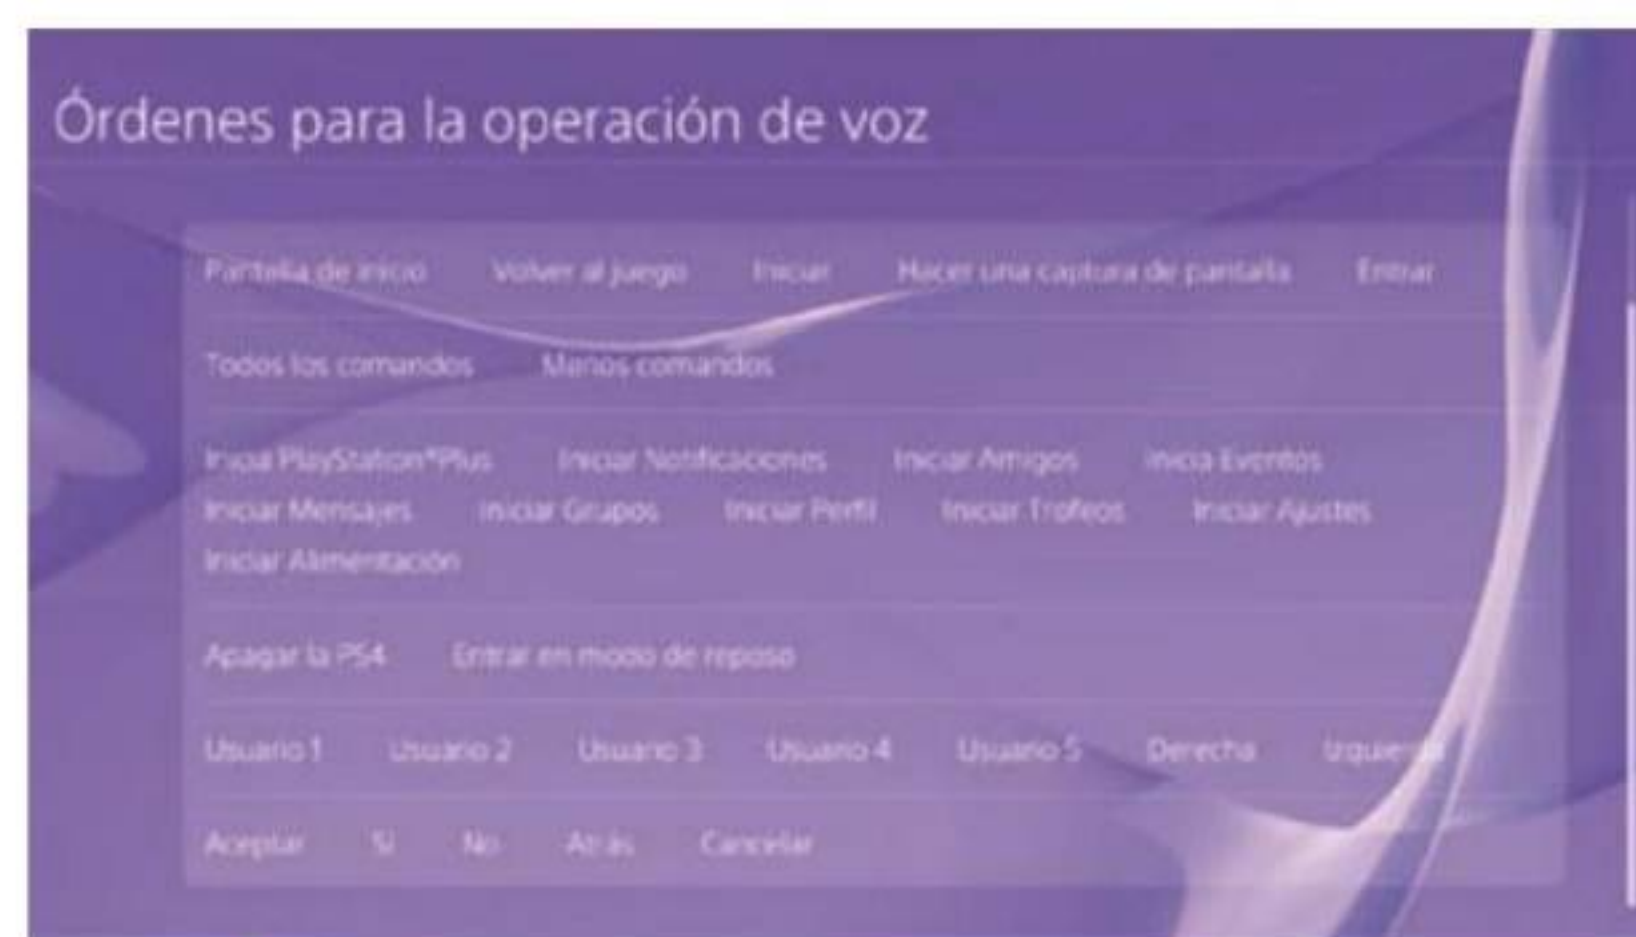 Órdenes para la operación de voz
Pantalla de inicio Volver al juego Iniciar Hacer una captura de pantalla Entrar
Todos los comandos Menos comandos
Inicia PlayStation®Plus Iniciar Notificaciones Iniciar Amigos Inicia Eventos
Iniciar Mensajes Iniciar Grupos Iniciar Perfil Iniciar Trofeos Iniciar Ajustes
Iniciar Alimentación
Apagar la PS4 Entrar en modo de reposo
Usuario 1 Usuario 2 Usuario 3 Usuario 4 Usuario 5 Derecha Izquierda
Aceptar Sí No Atrás Cancelar